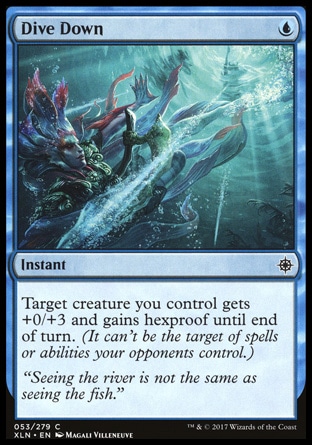 Dive Down
Instant
Target creature you control gets
+0/+3 and gains hexproof until end
of turn. (It can't be the target of spells
or abilities your opponents control.)
“Seeing the river is not the same as
seeing the fish.”
053/279 C
XLN • EN Magali Villeneuve
™ & © 2017 Wizards of the Coast